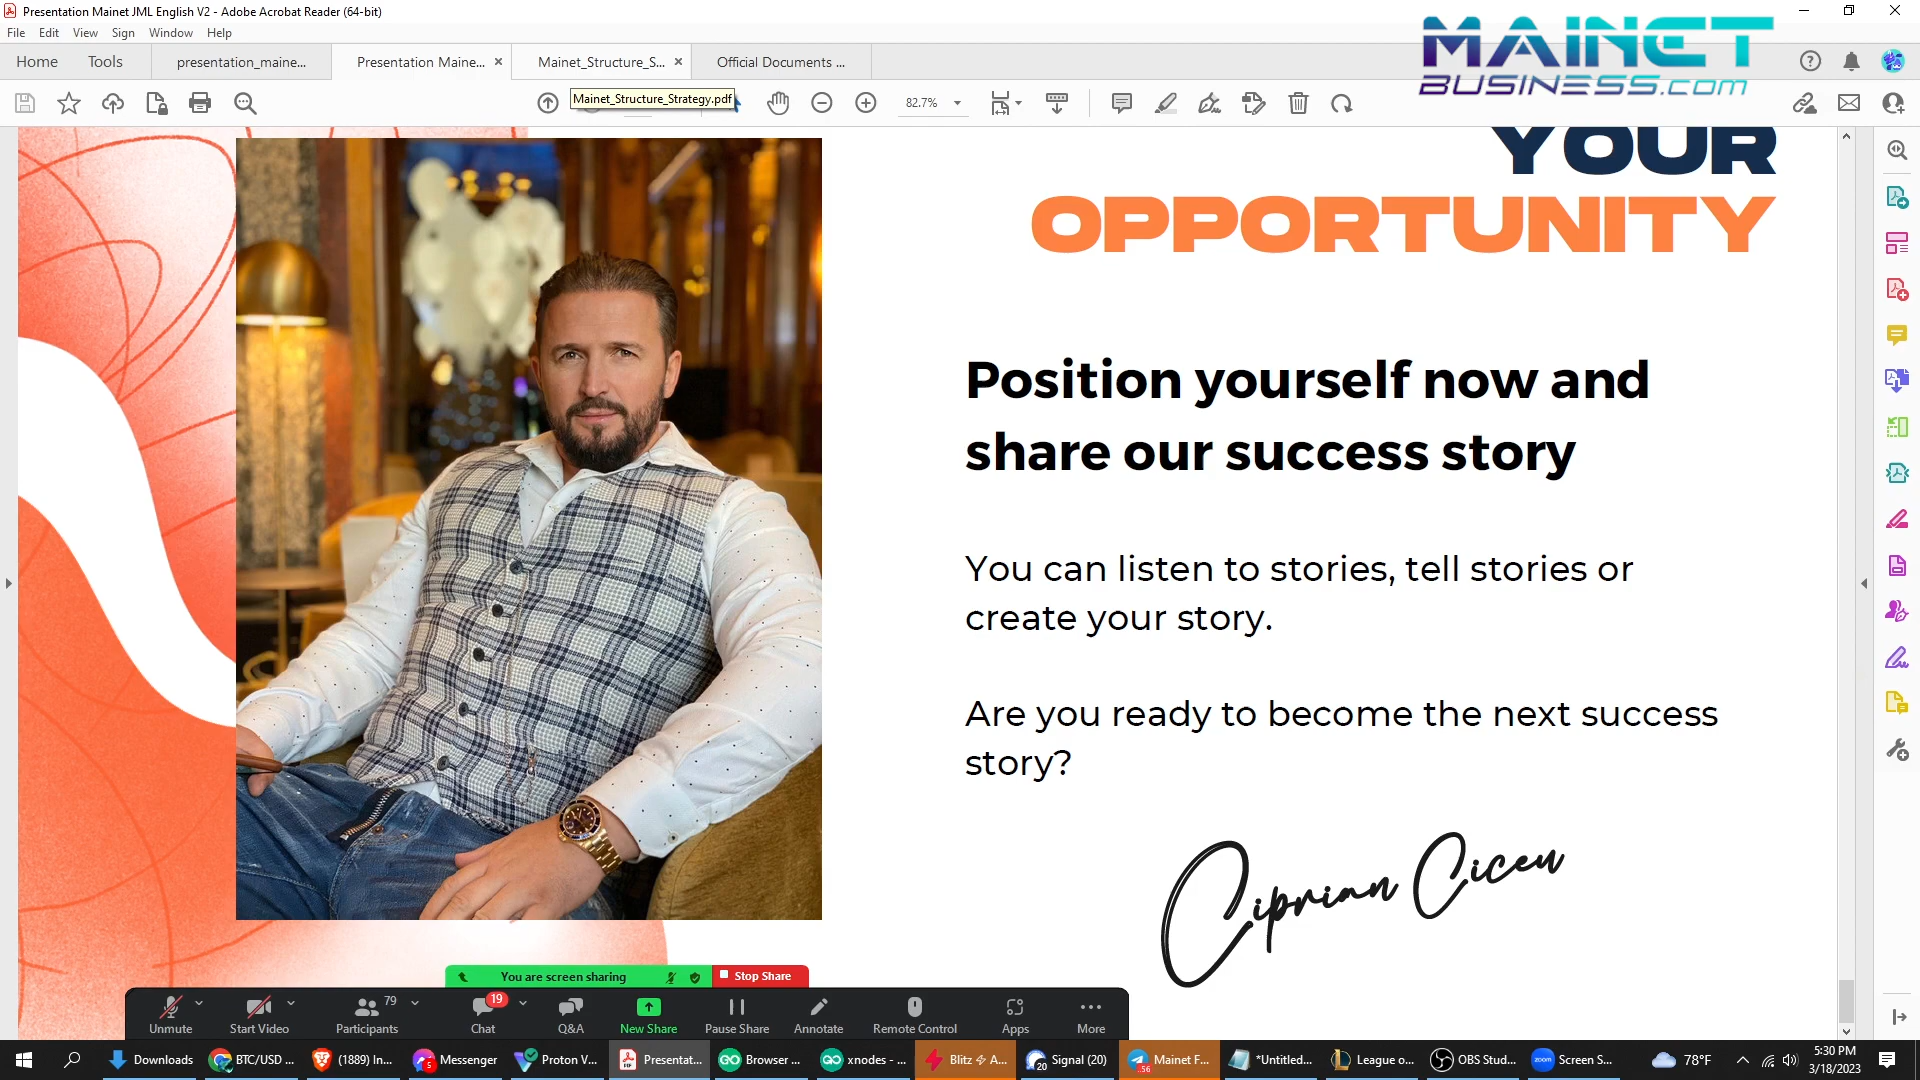 Presentation Mainet JML English V2 - Adobe Acrobat Reader (64-bit)
File Edit View Sign Window Help
MAINET
BUSINESS.com
Home Tools presentation_maine... Presentation Maine... × Mainet_Structure_S... × Official Documents ...
Mainet_Structure_Strategy.pdf
82.7%
YOUR
OPPORTUNITY
Position yourself now and
share our success story
You can listen to stories, tell stories or
create your story.
Are you ready to become the next success
story?
Ciprian Ciceu
You are screen sharing Stop Share
79 19
Unmute Start Video Participants Chat Q&A New Share Pause Share Annotate Remote Control Apps More
Downloads BTC/USD ... (1889) In... Messenger Proton V... Presentat... Browser ... xnodes - ... Blitz ⚡ A... Signal (20) Mainet F... *Untitled... League o... OBS Stud... Screen S... 78°F
5:30 PM
3/18/2023